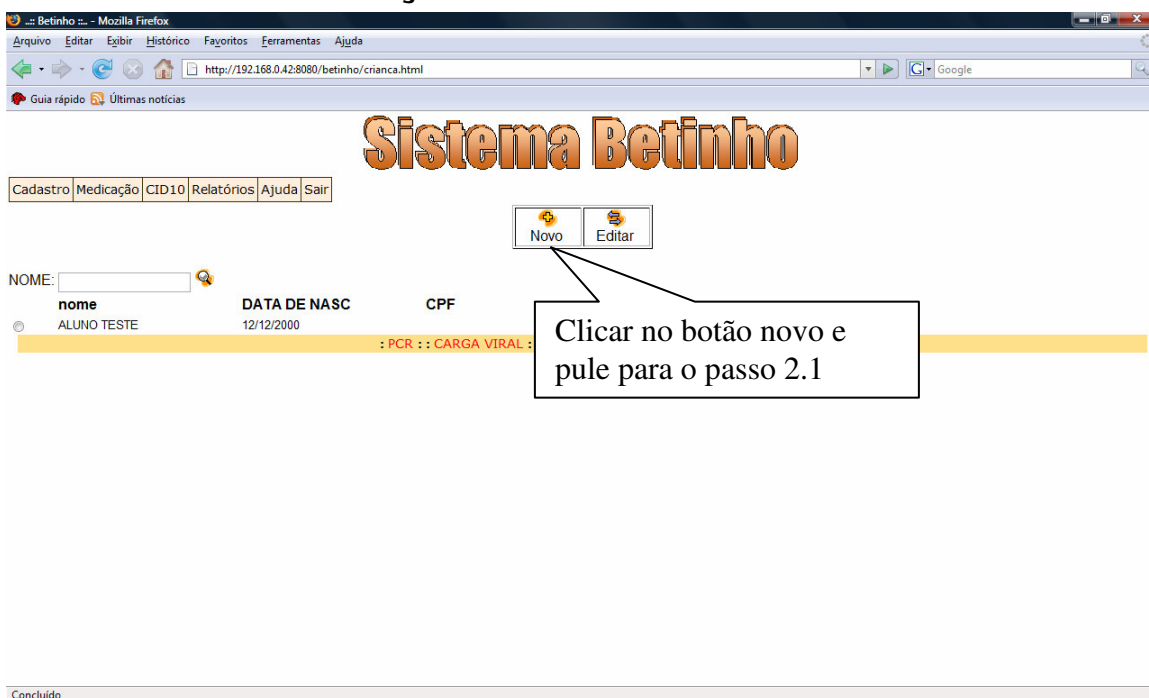 ..:: Betinho ::... - Mozilla Firefox
Arquivo Editar Exibir Histórico Favoritos Ferramentas Ajuda
http://192.168.0.42:8080/betinho/crianca.html
Google
Guia rápido Últimas notícias
Sistema Betinho
Cadastro Medicação CID10 Relatórios Ajuda Sair
Novo Editar
NOME:
nome DATA DE NASC CPF
ALUNO TESTE 12/12/2000
: PCR : : CARGA VIRAL :
Clicar no botão novo e
pule para o passo 2.1
Concluído